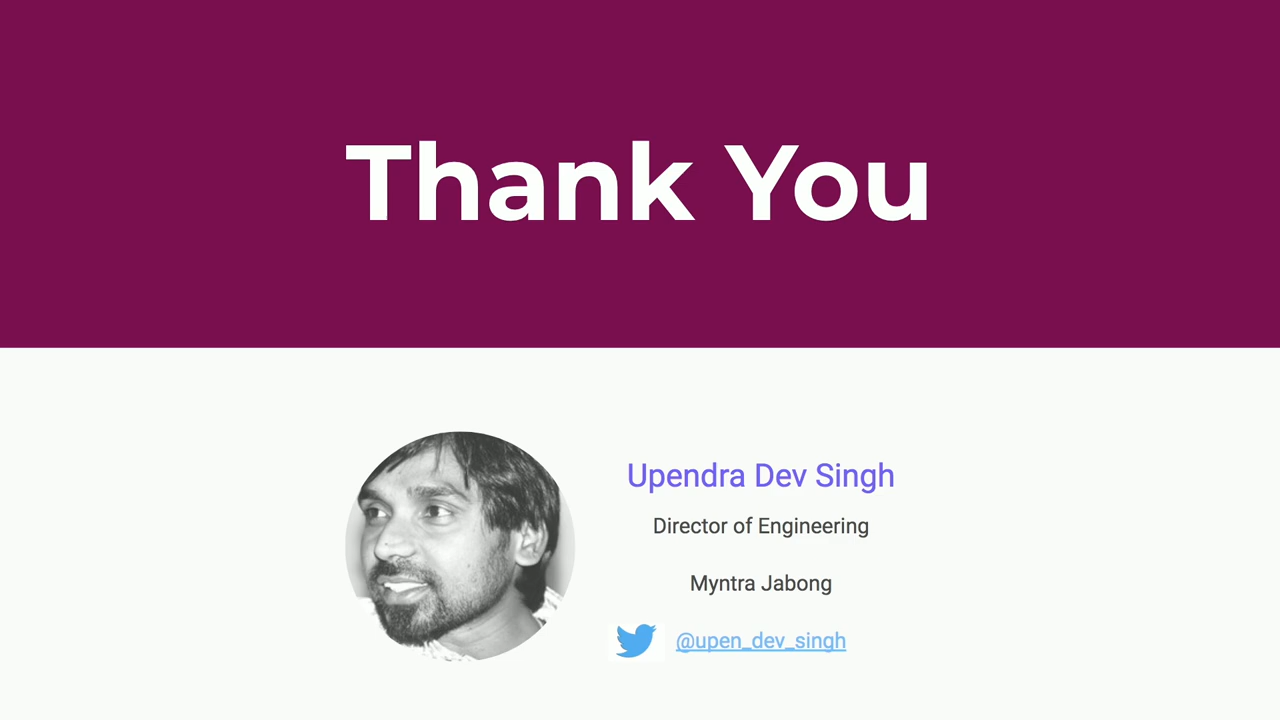 Thank You
Upendra Dev Singh
Director of Engineering
Myntra Jabong
@upen_dev_singh